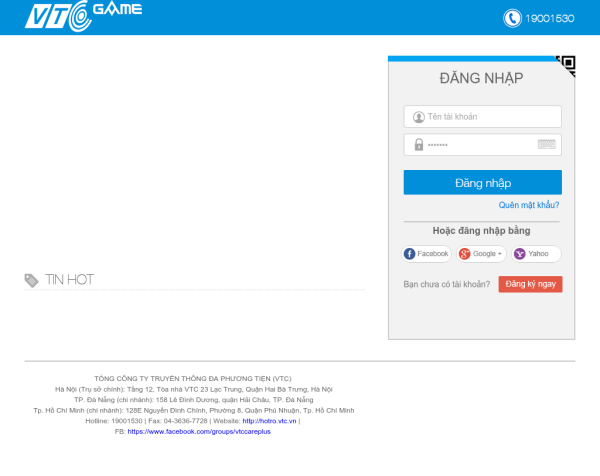 VTC GAME
19001530
ĐĂNG NHẬP
Tên tài khoản
Đăng nhập
Quên mật khẩu?
Hoặc đăng nhập bằng
Facebook
Google +
Yahoo
Bạn chưa có tài khoản?
Đăng ký ngay
TIN HOT
TỔNG CÔNG TY TRUYỀN THÔNG ĐA PHƯƠNG TIỆN (VTC)
Hà Nội (Trụ sở chính): Tầng 12, Tòa nhà VTC 23 Lạc Trung, Quận Hai Bà Trưng, Hà Nội
TP. Đà Nẵng (chi nhánh): 158 Lê Đình Dương, quận Hải Châu, TP. Đà Nẵng
Tp. Hồ Chí Minh (chi nhánh): 128E Nguyễn Đình Chính, Phường 8, Quận Phú Nhuận, Tp. Hồ Chí Minh
Hotline: 19001530 | Fax: 04-3636-7728 | Website: http://hotro.vtc.vn |
FB: https://www.facebook.com/groups/vtccareplus